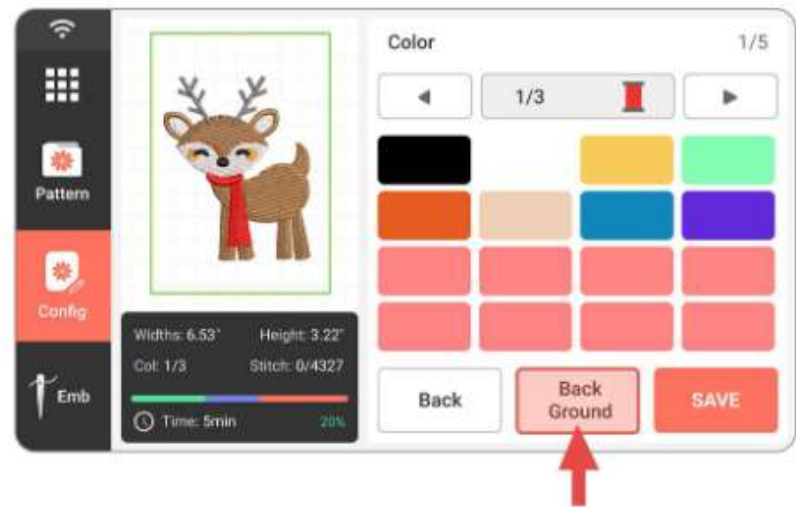 Color 1/5
1/3
Pattern
Config
Widths: 6.53" Height: 3.22"
Col: 1/3 Stitch: 0/4327
Emb
Time: 5min 20%
Back
Back
Ground
SAVE